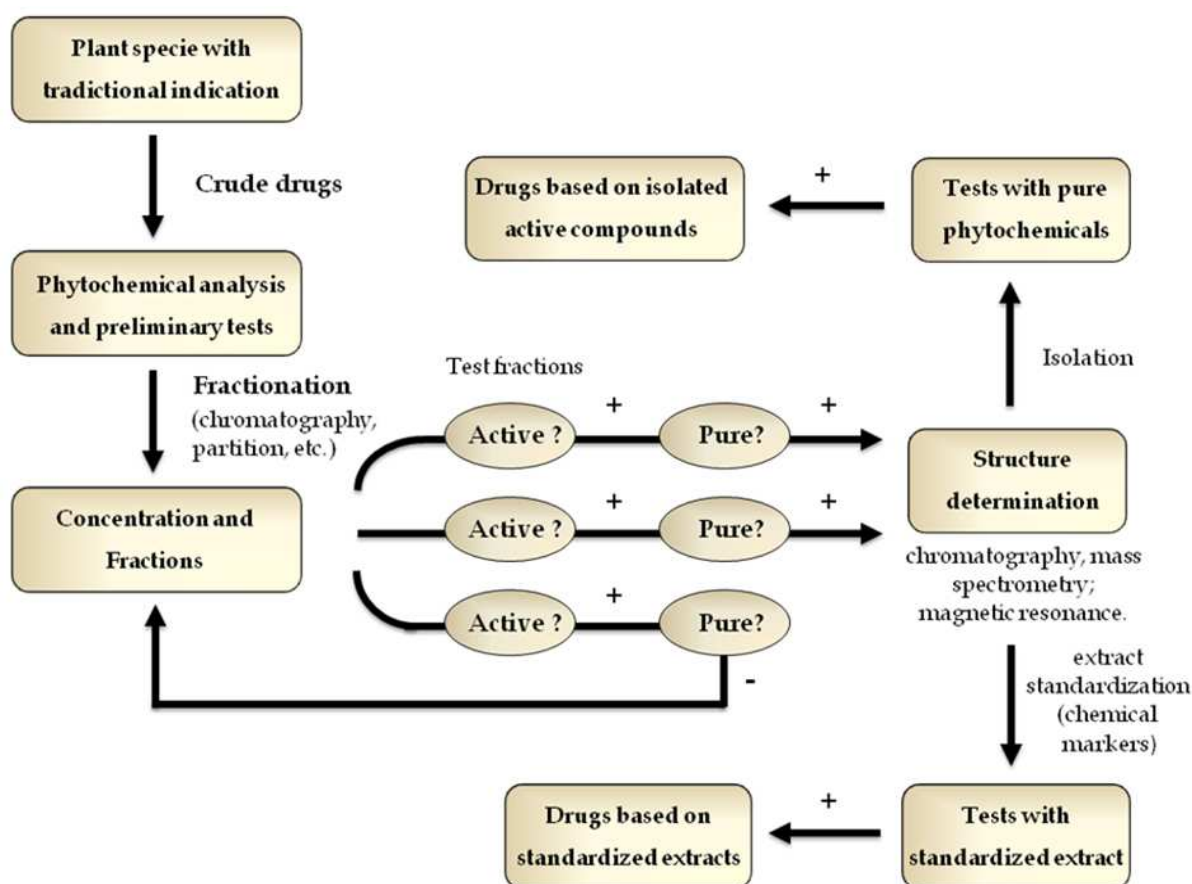 Plant specie with
tradictional indication
Crude drugs
Phytochemical analysis
and preliminary tests
Fractionation
(chromatography,
partition, etc.)
Concentration and
Fractions
Test fractions
Active ?
+
Pure?
+
Active ?
+
Pure?
+
Active ?
+
Pure?
-
Structure
determination
chromatography, mass
spectrometry;
magnetic resonance.
Isolation
Tests with pure
phytochemicals
+
Drugs based on isolated
active compounds
extract
standardization
(chemical
markers)
Tests with
standardized extract
+
Drugs based on
standardized extracts